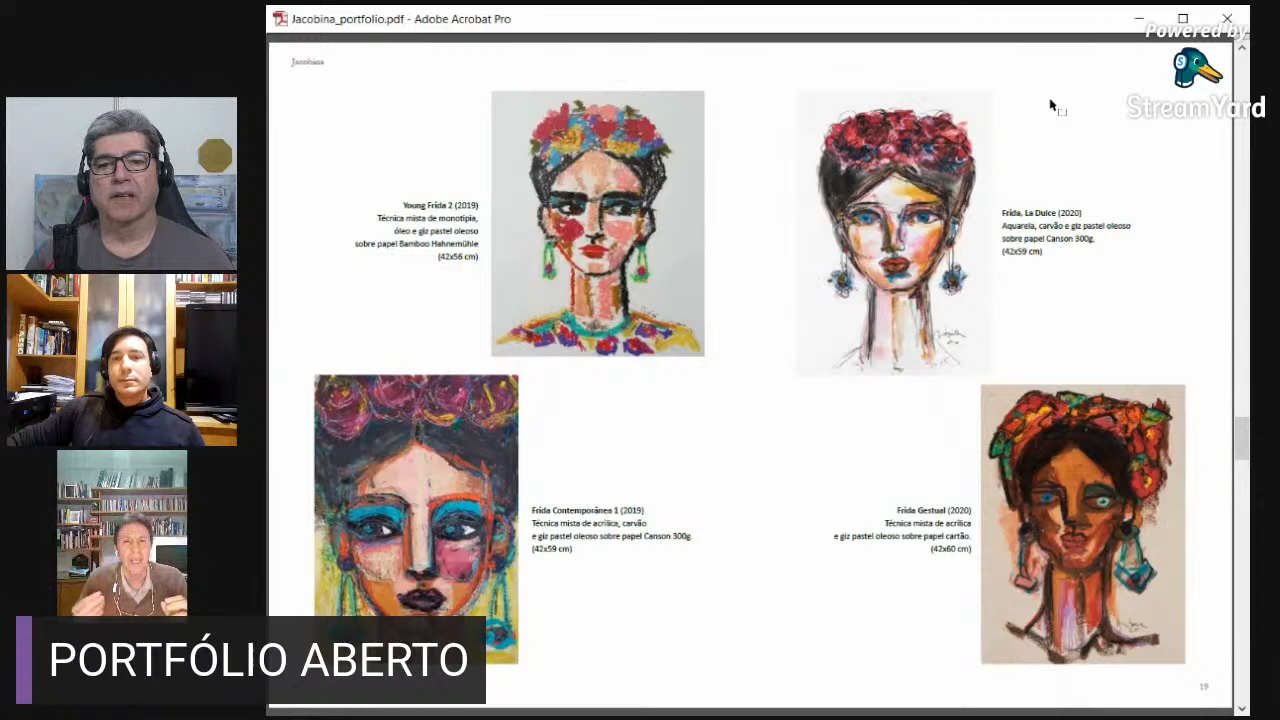 Jacobina_portfolio.pdf - Adobe Acrobat Pro
Powered by
StreamYard
Jacobina
Young Frida 2 (2019)
Técnica mista de monotipia,
óleo e giz pastel oleoso
sobre papel Bamboo Hahnemühle
(42x56 cm)
Frida, La Dulce (2020)
Aquarela, carvão e giz pastel oleoso
sobre papel Canson 300g.
(42x59 cm)
Frida Contemporânea 1 (2019)
Técnica mista de acrílica, carvão
e giz pastel oleoso sobre papel Canson 300g.
(42x59 cm)
Frida Gestual (2020)
Técnica mista de acrílica
e giz pastel oleoso sobre papel cartão.
(42x60 cm)
PORTFÓLIO ABERTO
19